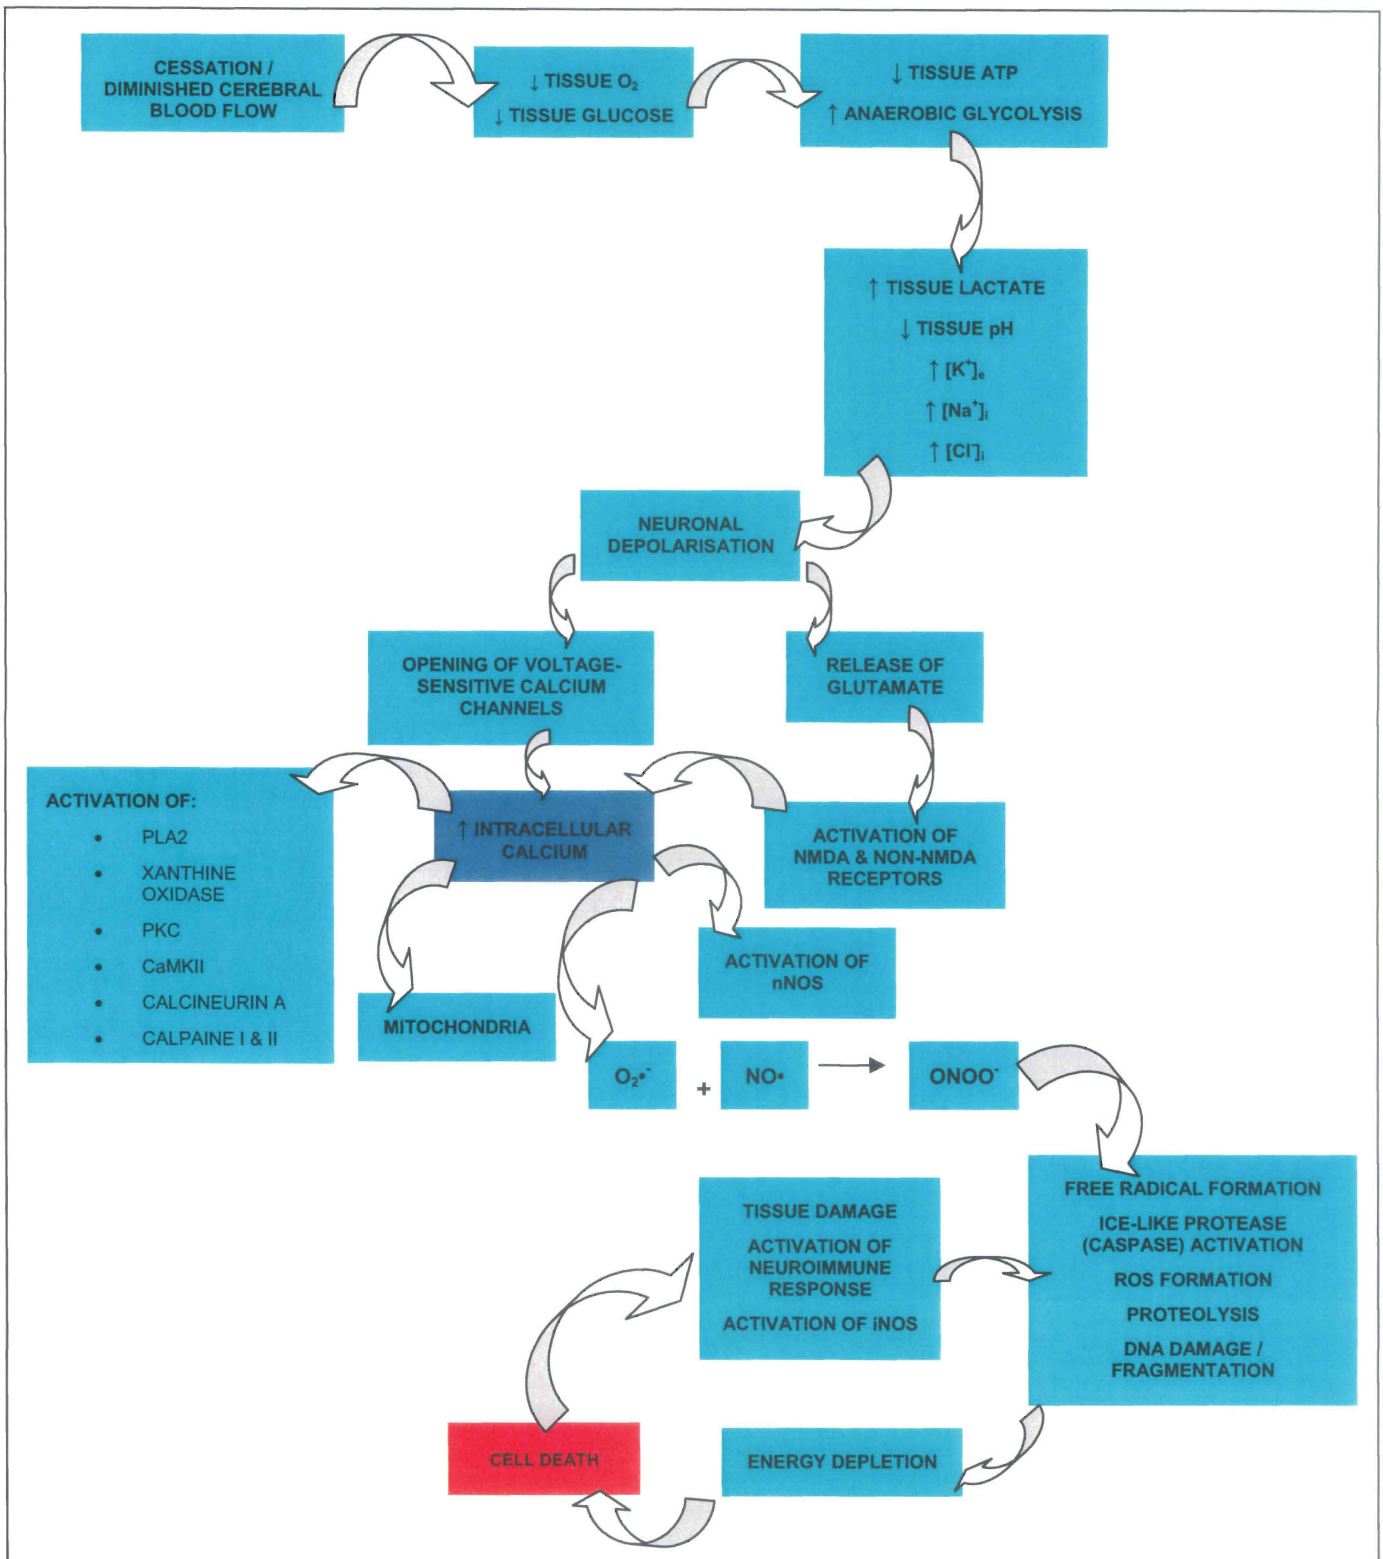 CESSATION /
DIMINISHED CEREBRAL
BLOOD FLOW
↓ TISSUE O₂
↓ TISSUE GLUCOSE
↓ TISSUE ATP
↑ ANAEROBIC GLYCOLYSIS
↑ TISSUE LACTATE
↓ TISSUE pH
↑ [K⁺]ₑ
↑ [Na⁺]ᵢ
↑ [Cl⁻]ᵢ
NEURONAL
DEPOLARISATION
OPENING OF VOLTAGE-
SENSITIVE CALCIUM
CHANNELS
RELEASE OF
GLUTAMATE
ACTIVATION OF:
• PLA2
• XANTHINE
OXIDASE
• PKC
• CaMKII
• CALCINEURIN A
• CALPAINE I & II
↑ INTRACELLULAR
CALCIUM
ACTIVATION OF
NMDA & NON-NMDA
RECEPTORS
ACTIVATION OF
nNOS
MITOCHONDRIA
O₂•⁻ + NO• → ONOO⁻
FREE RADICAL FORMATION
ICE-LIKE PROTEASE
(CASPASE) ACTIVATION
ROS FORMATION
PROTEOLYSIS
DNA DAMAGE /
FRAGMENTATION
TISSUE DAMAGE
ACTIVATION OF
NEUROIMMUNE
RESPONSE
ACTIVATION OF iNOS
CELL DEATH
ENERGY DEPLETION